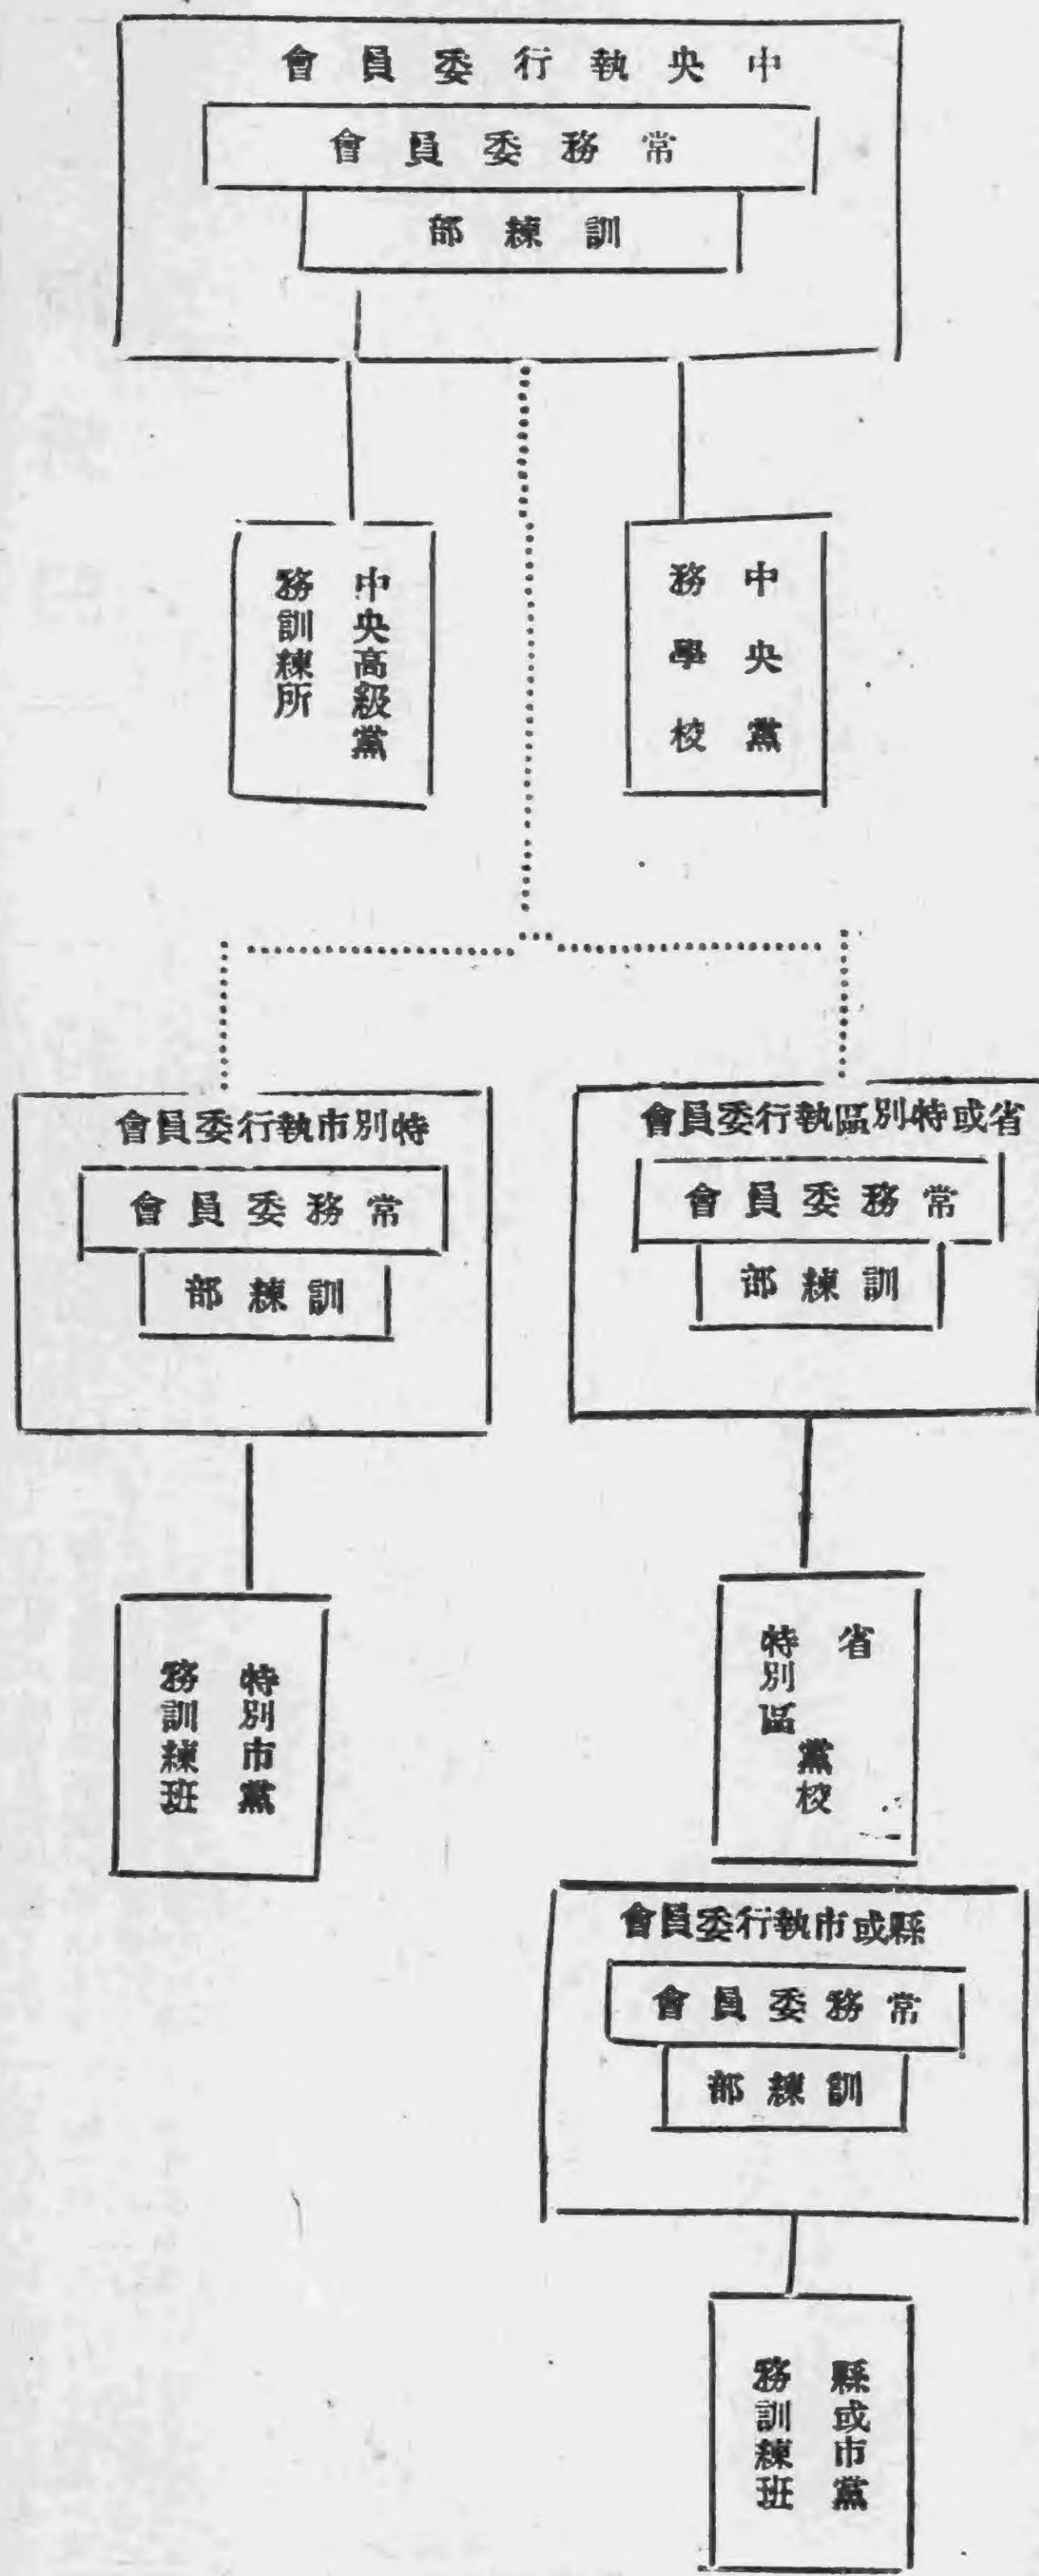 中央執行委員會
常務委員會
訓練部
中央黨
務學校
中央高級黨
務訓練所
省或特別區執行委員會
常務委員會
訓練部
特別市執行委員會
常務委員會
訓練部
省
特別區
黨校
特別市黨
務訓練班
縣或市執行委員會
常務委員會
訓練部
縣或市黨
務訓練班